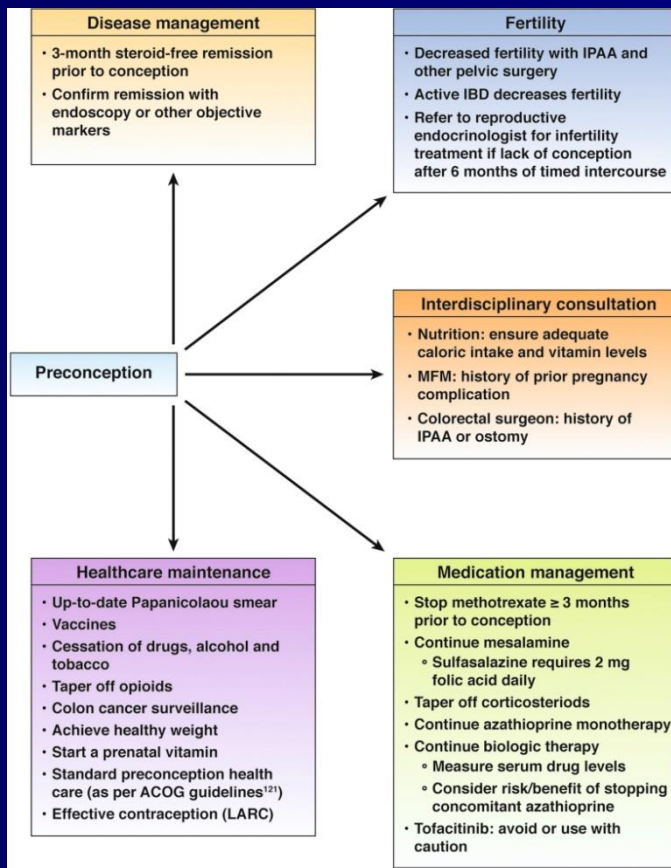 Disease management
• 3-month steroid-free remission
prior to conception
• Confirm remission with
endoscopy or other objective
markers
Fertility
• Decreased fertility with IPAA and
other pelvic surgery
• Active IBD decreases fertility
• Refer to reproductive
endocrinologist for infertility
treatment if lack of conception
after 6 months of timed intercourse
Preconception
Interdisciplinary consultation
• Nutrition: ensure adequate
caloric intake and vitamin levels
• MFM: history of prior pregnancy
complication
• Colorectal surgeon: history of
IPAA or ostomy
Healthcare maintenance
• Up-to-date Papanicolaou smear
• Vaccines
• Cessation of drugs, alcohol and
tobacco
• Taper off opioids
• Colon cancer surveillance
• Achieve healthy weight
• Start a prenatal vitamin
• Standard preconception health
care (as per ACOG guidelines¹²¹)
• Effective contraception (LARC)
Medication management
• Stop methotrexate ≥ 3 months
prior to conception
• Continue mesalamine
∘ Sulfasalazine requires 2 mg
folic acid daily
• Taper off corticosteriods
• Continue azathioprine monotherapy
• Continue biologic therapy
∘ Measure serum drug levels
∘ Consider risk/benefit of stopping
concomitant azathioprine
• Tofacitinib: avoid or use with
caution